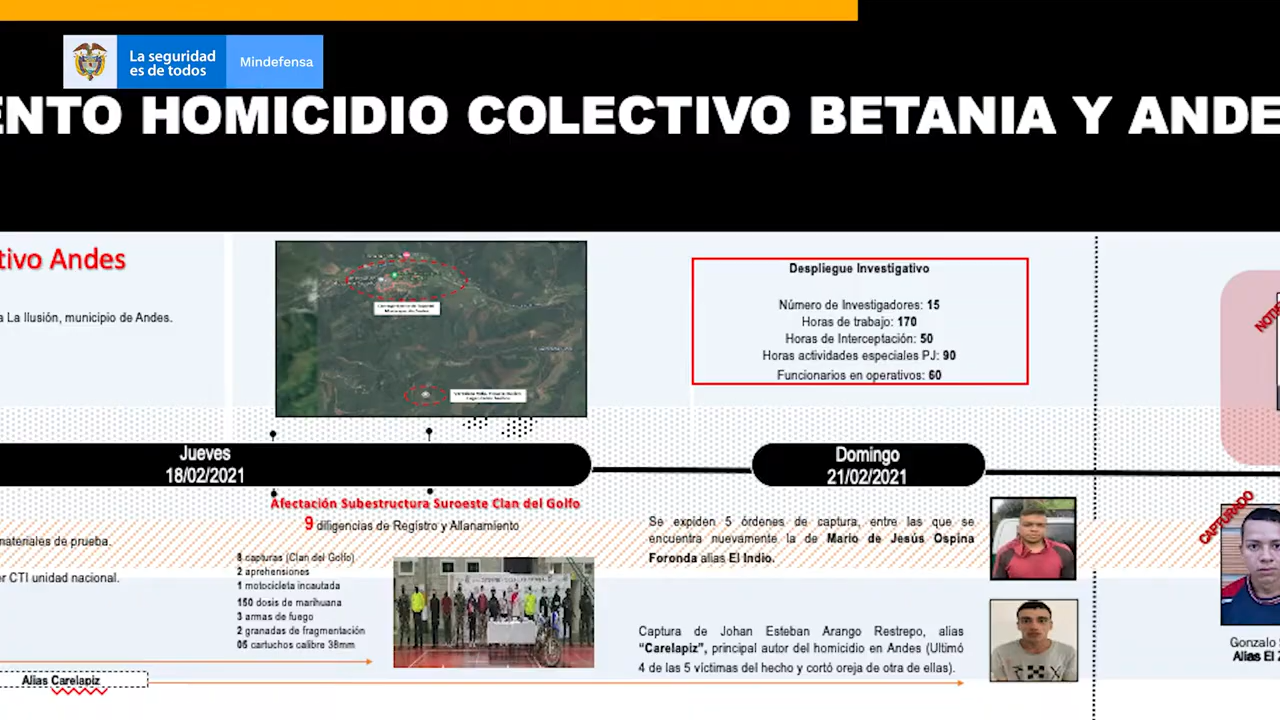 La seguridad
es de todos
Mindefensa
ENTO HOMICIDIO COLECTIVO BETANIA Y ANDE
tivo Andes
a La Ilusión, municipio de Andes.
Despliegue Investigativo
Número de Investigadores: 15
Horas de trabajo: 170
Horas de Interceptación: 50
Horas actividades especiales PJ: 90
Funcionarios en operativos: 60
Jueves
18/02/2021
Domingo
21/02/2021
Afectación Subestructura Suroeste Clan del Golfo
9 diligencias de Registro y Allanamiento
materiales de prueba.
er CTI unidad nacional.
8 capturas (Clan del Golfo)
2 aprehensiones
1 motocicleta incautada
150 dosis de marihuana
3 armas de fuego
2 granadas de fragmentación
05 cartuchos calibre 38mm
Alias Carelapiz
Se expiden 5 órdenes de captura, entre las que se
encuentra nuevamente la de Mario de Jesús Ospina
Foronda alias El Indio.
Captura de Johan Esteban Arango Restrepo, alias
“Carelapiz”, principal autor del homicidio en Andes (Ultimó
4 de las 5 víctimas del hecho y cortó oreja de otra de ellas).
NOTI
CAPTURADO
Gonzalo
Alias El